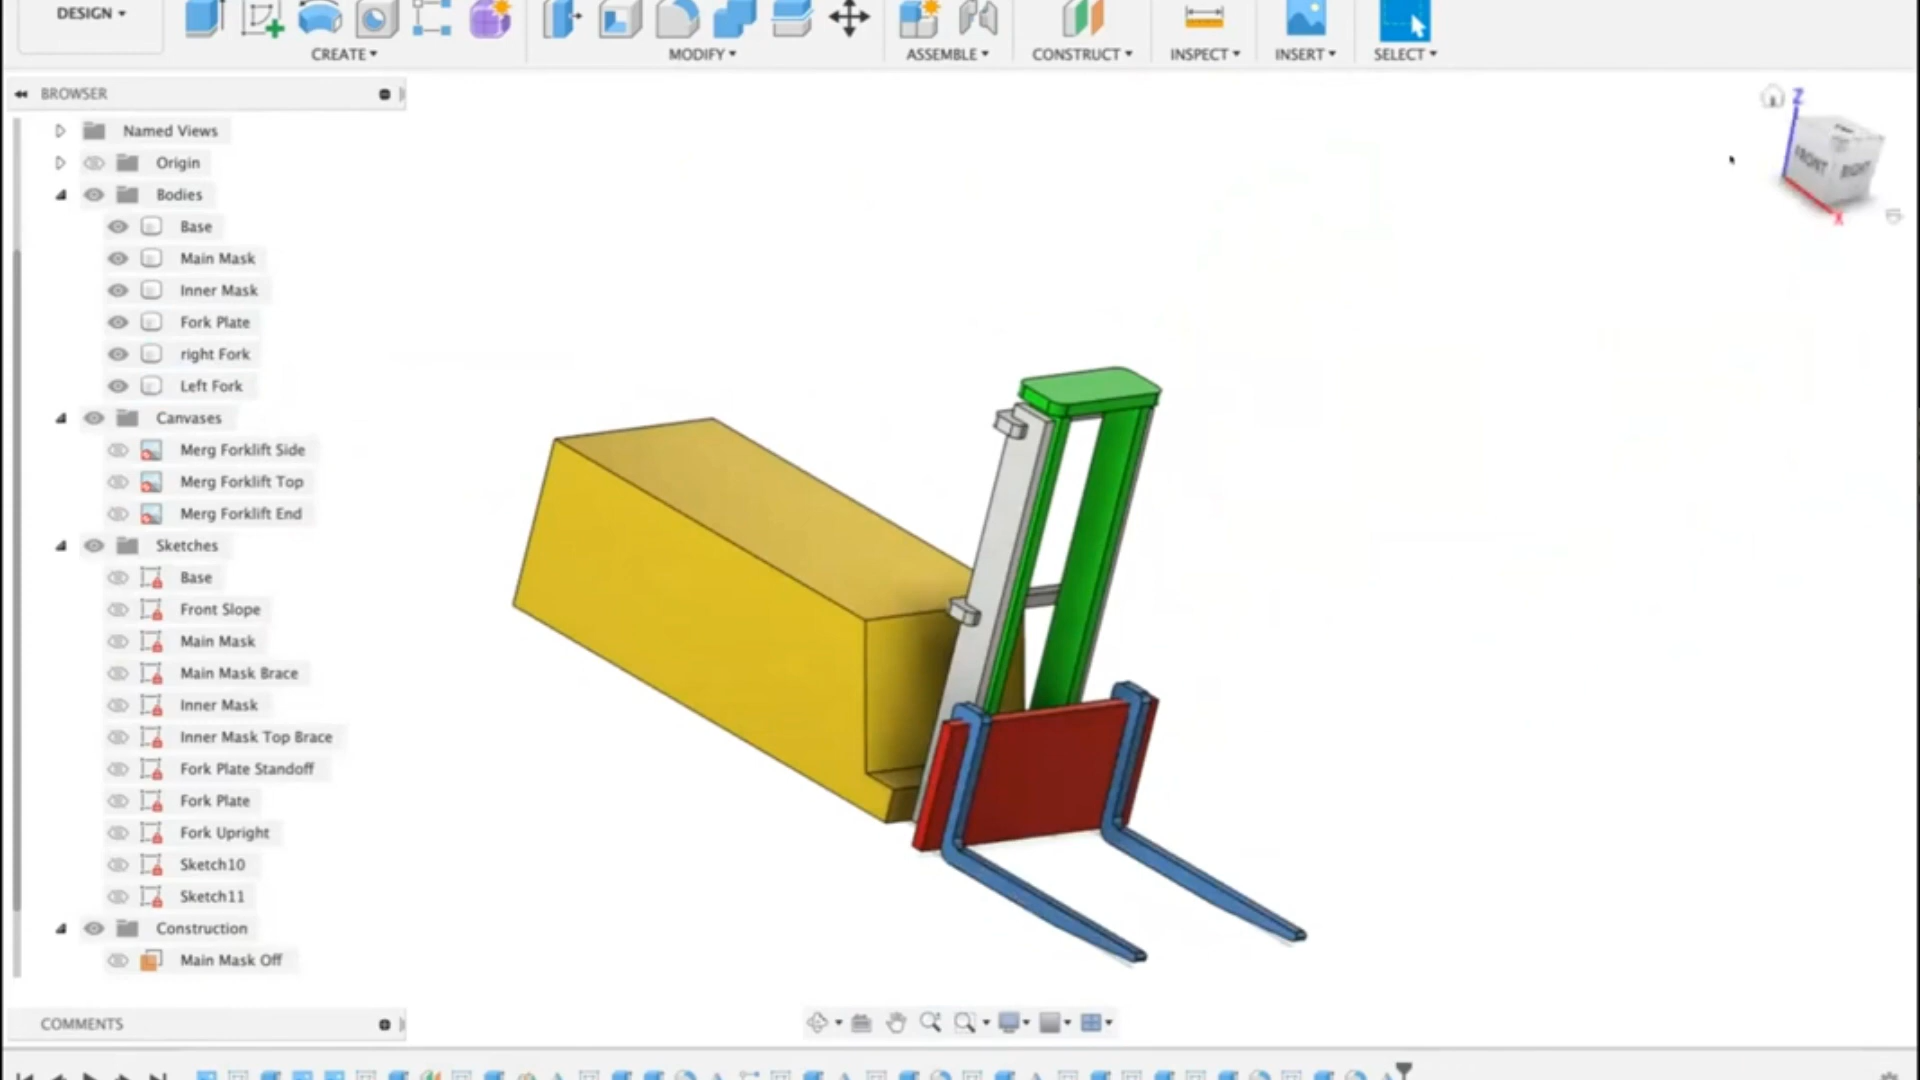 DESIGN
CREATE
MODIFY
ASSEMBLE
CONSTRUCT
INSPECT
INSERT
SELECT
BROWSER
Named Views
Origin
Bodies
Base
Main Mask
Inner Mask
Fork Plate
right Fork
Left Fork
Canvases
Merg Forklift Side
Merg Forklift Top
Merg Forklift End
Sketches
Base
Front Slope
Main Mask
Main Mask Brace
Inner Mask
Inner Mask Top Brace
Fork Plate Standoff
Fork Plate
Fork Upright
Sketch10
Sketch11
Construction
Main Mask Off
COMMENTS
Z
FRONT
RIGHT
X